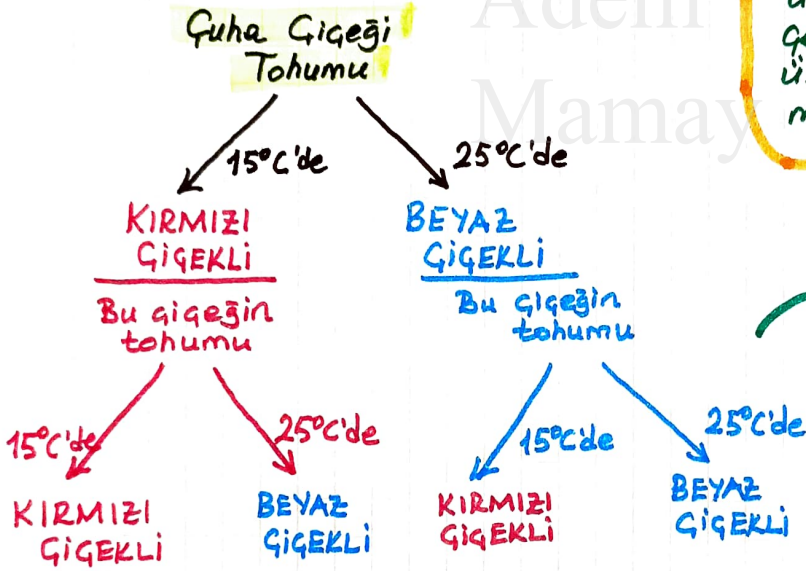 Çuha Çiçeği
Tohumu
Adem
Mamay
15°C'de
25°C'de
KIRMIZI
ÇİÇEKLİ
Bu çiçeğin
tohumu
BEYAZ
ÇİÇEKLİ
Bu çiçeğin
tohumu
15°C'de
25°C'de
15°C'de
25°C'de
KIRMIZI
ÇİÇEKLİ
BEYAZ
ÇİÇEKLİ
KIRMIZI
ÇİÇEKLİ
BEYAZ
ÇİÇEKLİ